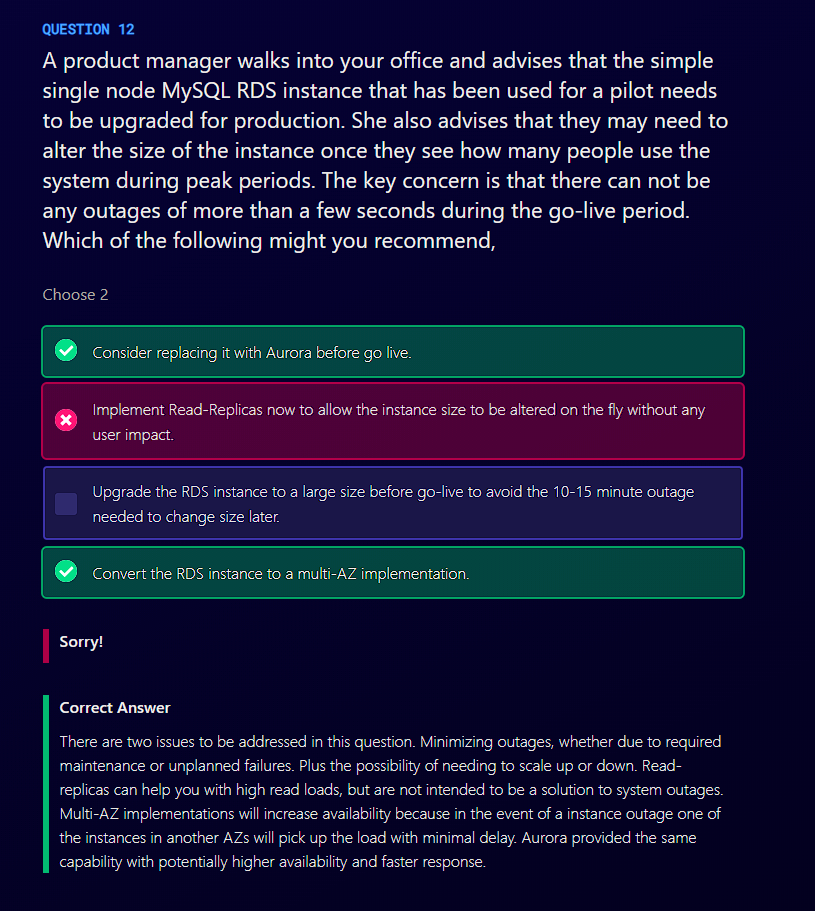 QUESTION 12
A product manager walks into your office and advises that the simple
single node MySQL RDS instance that has been used for a pilot needs
to be upgraded for production. She also advises that they may need to
alter the size of the instance once they see how many people use the
system during peak periods. The key concern is that there can not be
any outages of more than a few seconds during the go-live period.
Which of the following might you recommend,
Choose 2
Consider replacing it with Aurora before go live.
Implement Read-Replicas now to allow the instance size to be altered on the fly without any
user impact.
Upgrade the RDS instance to a large size before go-live to avoid the 10-15 minute outage
needed to change size later.
Convert the RDS instance to a multi-AZ implementation.
Sorry!
Correct Answer
There are two issues to be addressed in this question. Minimizing outages, whether due to required
maintenance or unplanned failures. Plus the possibility of needing to scale up or down. Read-
replicas can help you with high read loads, but are not intended to be a solution to system outages.
Multi-AZ implementations will increase availability because in the event of a instance outage one of
the instances in another AZs will pick up the load with minimal delay. Aurora provided the same
capability with potentially higher availability and faster response.